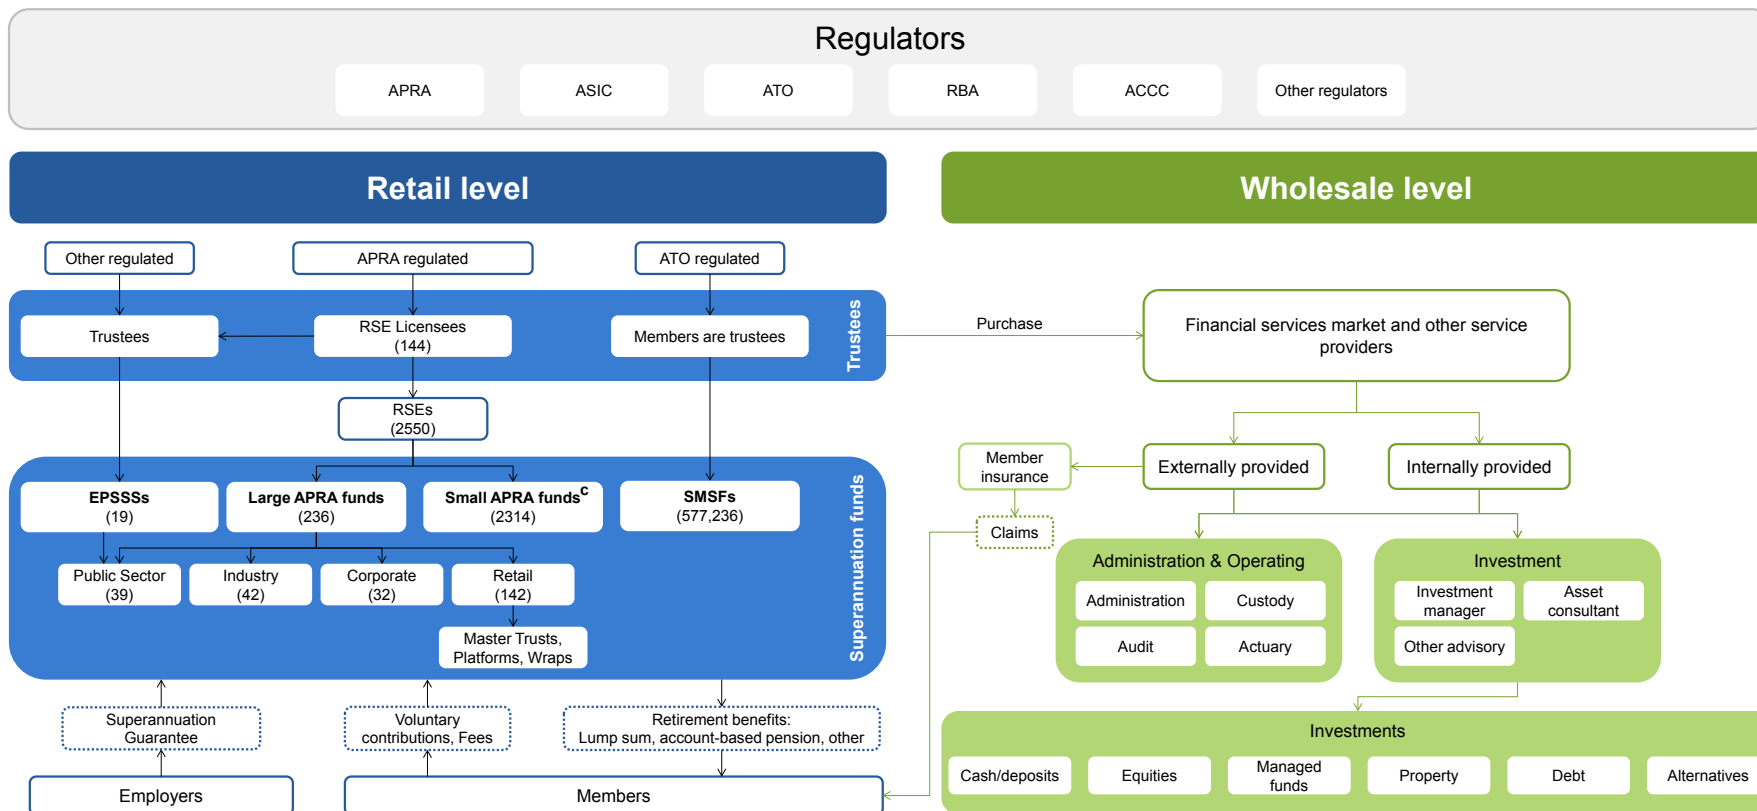 Regulators
APRA
ASIC
ATO
RBA
ACCC
Other regulators
Retail level
Wholesale level
Other regulated
APRA regulated
ATO regulated
Trustees
RSE Licensees
(144)
Members are trustees
Trustees
Purchase
Financial services market and other service
providers
RSEs
(2550)
Member
insurance
Externally provided
Internally provided
EPSSSs
(19)
Large APRA funds
(236)
Small APRA fundsᶜ
(2314)
SMSFs
(577,236)
Superannuation funds
Claims
Public Sector
(39)
Industry
(42)
Corporate
(32)
Retail
(142)
Master Trusts,
Platforms, Wraps
Administration & Operating
Administration
Custody
Audit
Actuary
Investment
Investment
manager
Asset
consultant
Other advisory
Superannuation
Guarantee
Voluntary
contributions, Fees
Retirement benefits:
Lump sum, account-based pension, other
Employers
Members
Investments
Cash/deposits
Equities
Managed
funds
Property
Debt
Alternatives